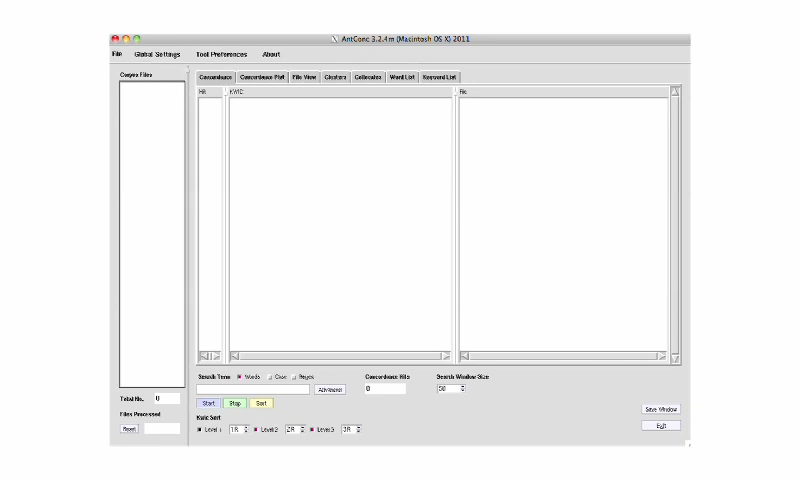 AntConc 3.2.4m (Macintosh OS X) 2011
File Global Settings Tool Preferences About
Corpus Files
Concordance Concordance Plot File View Clusters Collocates Word List Keyword List
Hit KWIC File
Search Term Words Case Regex Concordance Hits Search Window Size
Advanced 0 50
Total No. 0
Start Stop Sort
Files Processed
Save Window
Kwic Sort
Reset Level 1 1R Level 2 2R Level 3 3R
Exit